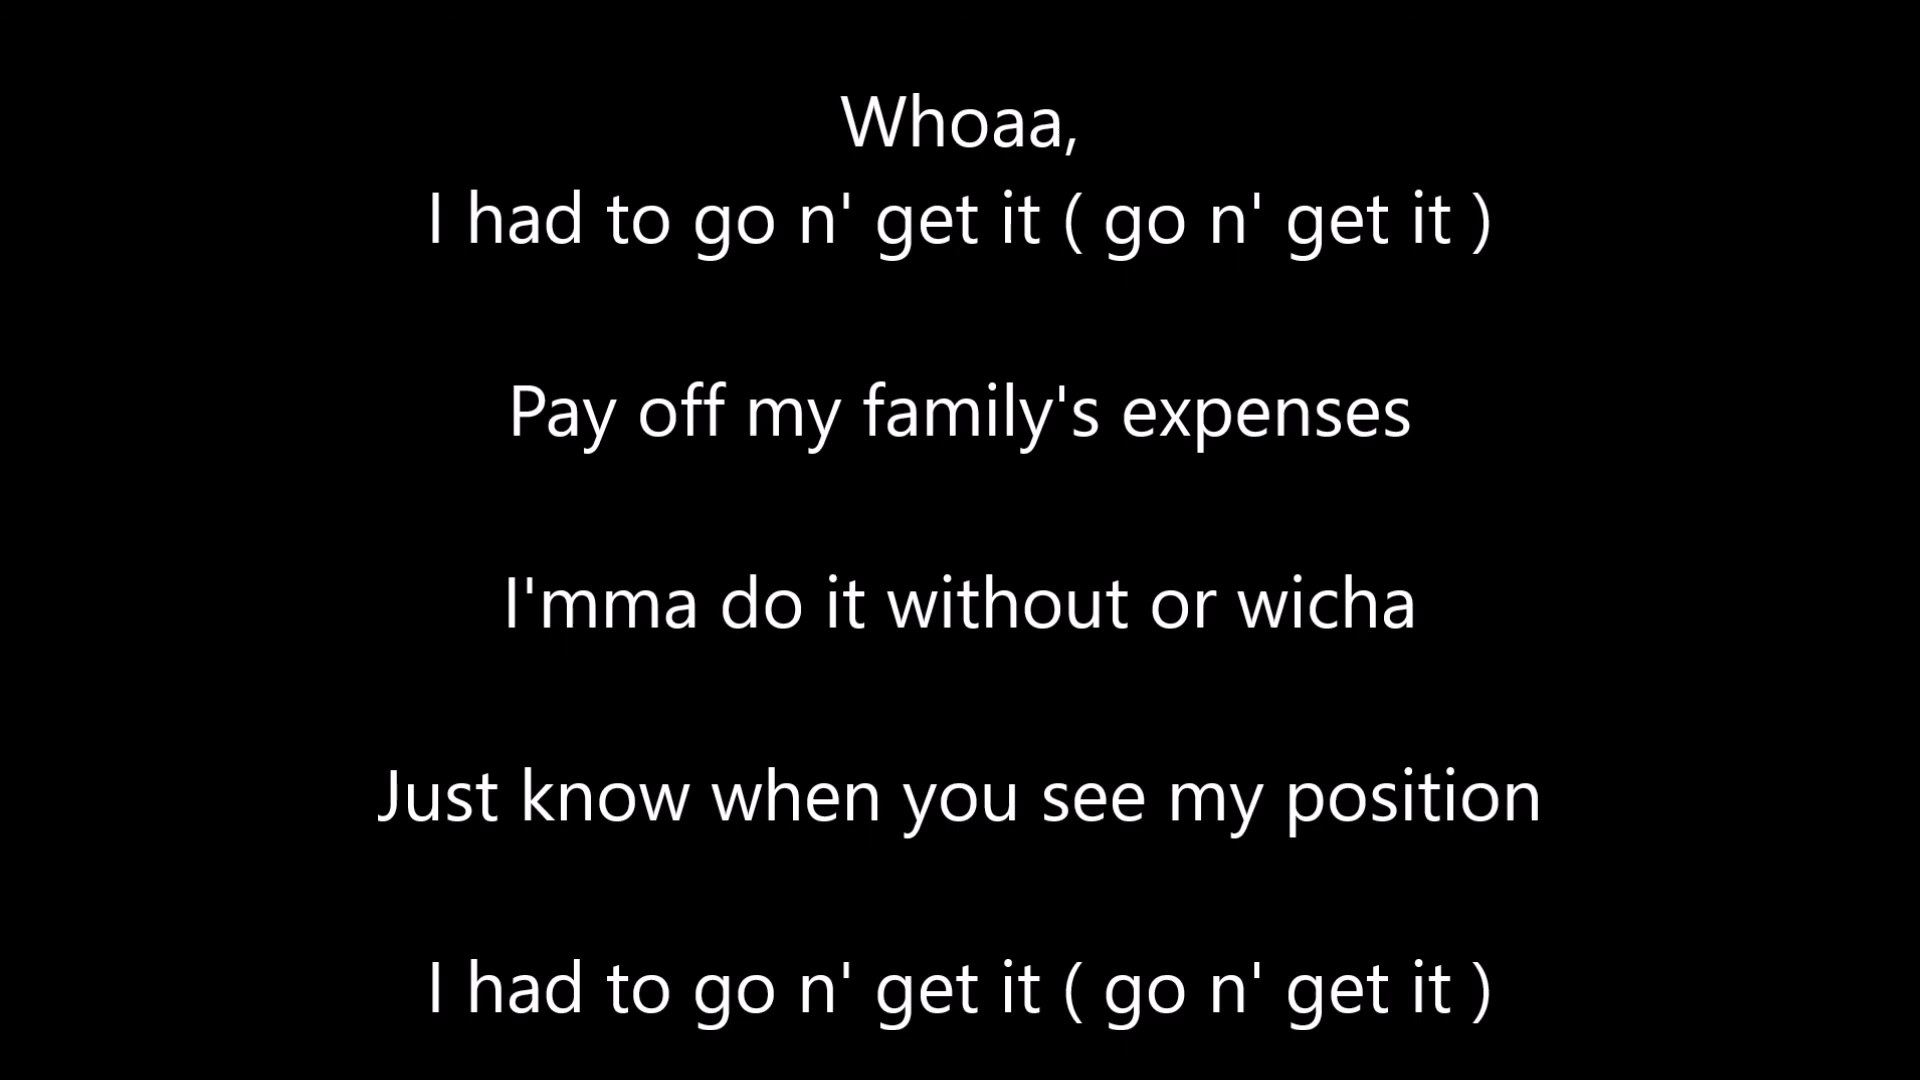 Whoaa,
I had to go n' get it ( go n' get it )
Pay off my family's expenses
I'mma do it without or wicha
Just know when you see my position
I had to go n' get it ( go n' get it )